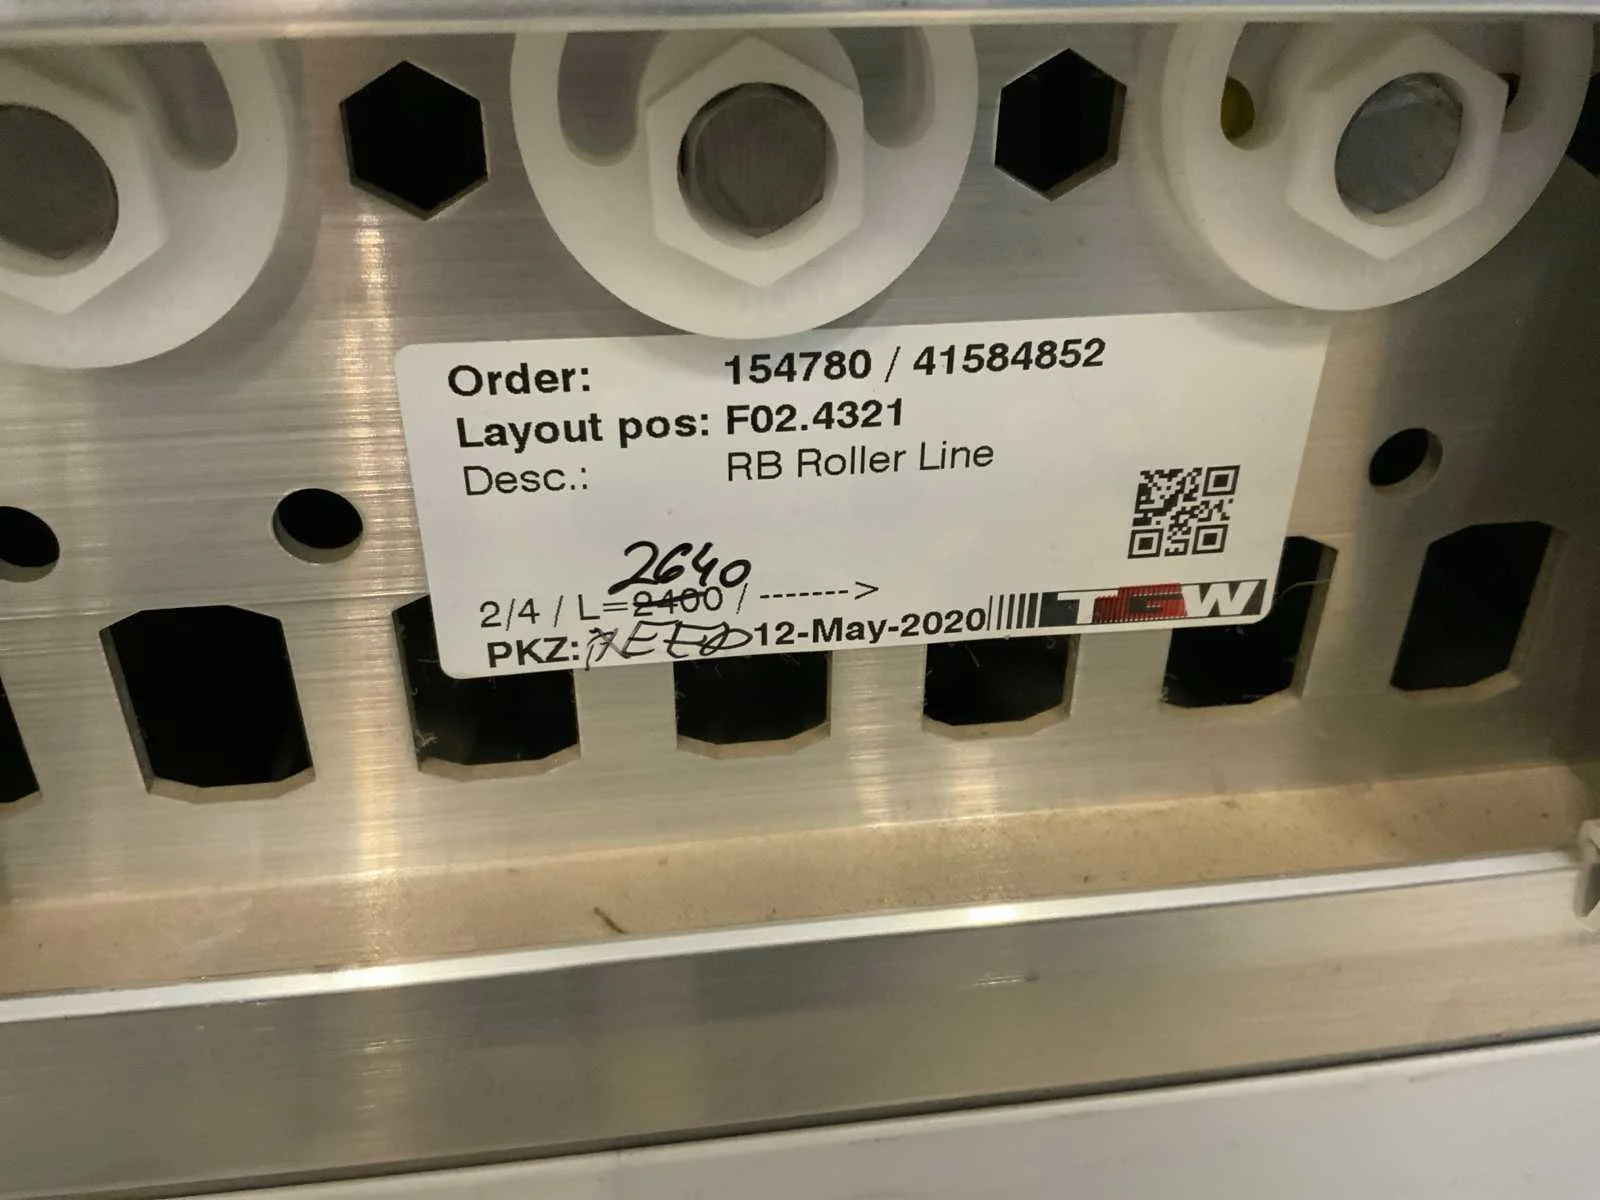 Order: 154780 / 41584852
Layout pos: F02.4321
Desc.: RB Roller Line
2640
2/4 / L=2400 / ------->
PKZ: 12-May-2020 TGW